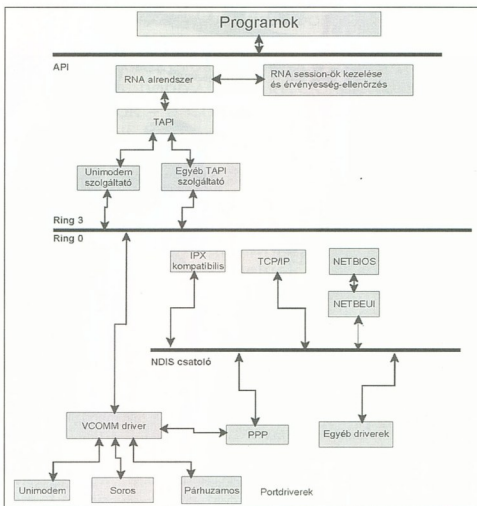 Programok
API
RNA alrendszer
RNA session-ök kezelése
és érvényesség-ellenőrzés
TAPI
Unimodem
szolgáltató
Egyéb TAPI
szolgáltató
Ring 3
Ring 0
IPX
kompatibilis
TCP/IP
NETBIOS
NETBEUI
NDIS csatoló
VCOMM driver
PPP
Egyéb driverek
Unimodem
Soros
Párhuzamos
Portdriverek